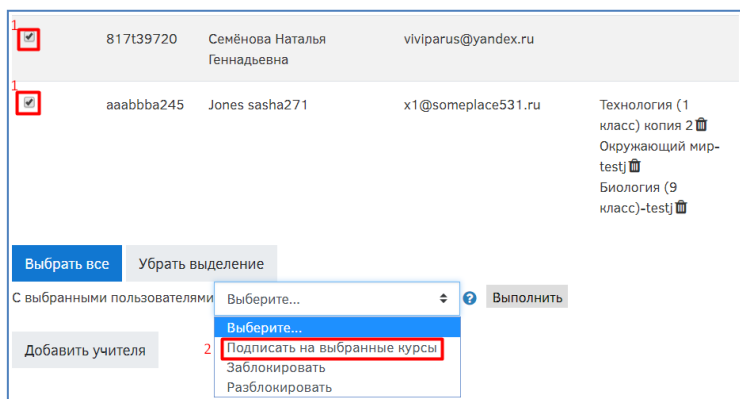 1
817t39720 Семёнова Наталья viviparus@yandex.ru
Геннадьевна
1
aaabbba245 Jones sasha271 x1@someplace531.ru Технология (1
класс) копия 2
Окружающий мир-
testj
Биология (9
класс)-testj
Выбрать все Убрать выделение
С выбранными пользователями Выберите... ? Выполнить
Выберите...
Добавить учителя 2 Подписать на выбранные курсы
Заблокировать
Разблокировать